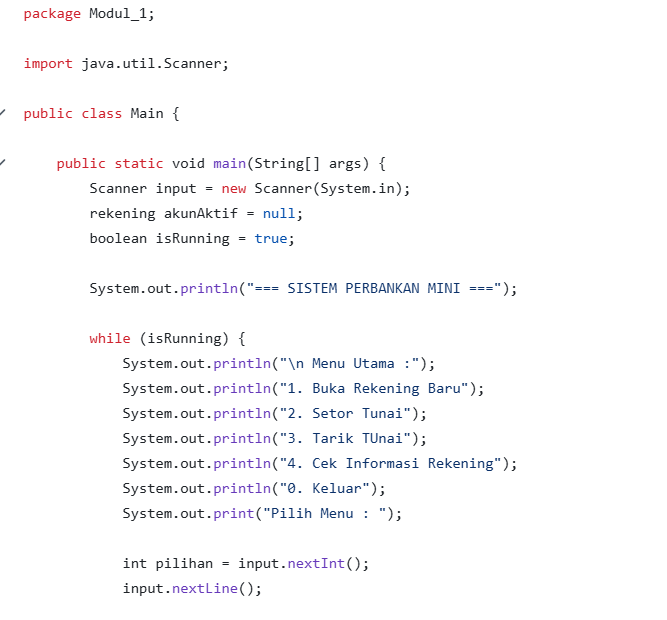 package Modul_1;
import java.util.Scanner;
public class Main {
public static void main(String[] args) {
Scanner input = new Scanner(System.in);
rekening akunAktif = null;
boolean isRunning = true;
System.out.println("=== SISTEM PERBANKAN MINI ===");
while (isRunning) {
System.out.println("\n Menu Utama :");
System.out.println("1. Buka Rekening Baru");
System.out.println("2. Setor Tunai");
System.out.println("3. Tarik TUnai");
System.out.println("4. Cek Informasi Rekening");
System.out.println("0. Keluar");
System.out.print("Pilih Menu : ");
int pilihan = input.nextInt();
input.nextLine();